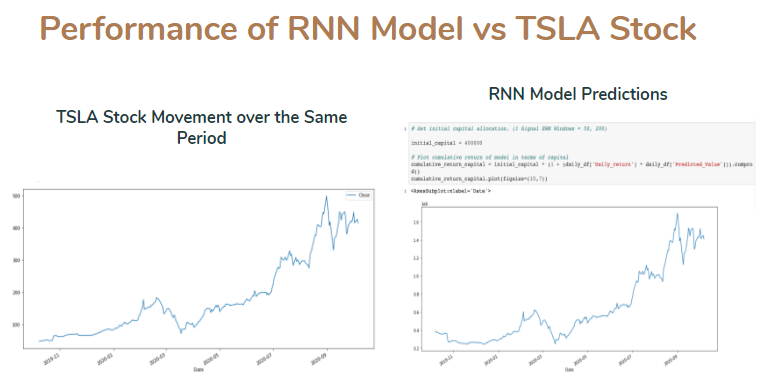 Performance of RNN Model vs TSLA Stock
TSLA Stock Movement over the Same
Period
RNN Model Predictions
# Set initial capital allocation. (1 Signal EWM Windows = 50, 200)
initial_capital = 400000
# Plot cumulative return of model in terms of capital
cumulative_return_capital = initial_capital * (1 + (daily_df['Daily_return'] * daily_df['Predicted_Value'])).cumpro
d()
cumulative_return_capital.plot(figsize=(15,7))
<AxesSubplot:xlabel='Date'>
Close
500
300
200
100
2019-11
2020-01
2020-03
2020-05
2020-07
2020-09
Date
1e6
1.6
1.4
1.2
1.0
0.8
0.6
0.4
0.2
2019-11
2020-01
2020-03
2020-05
2020-07
2020-09
Date